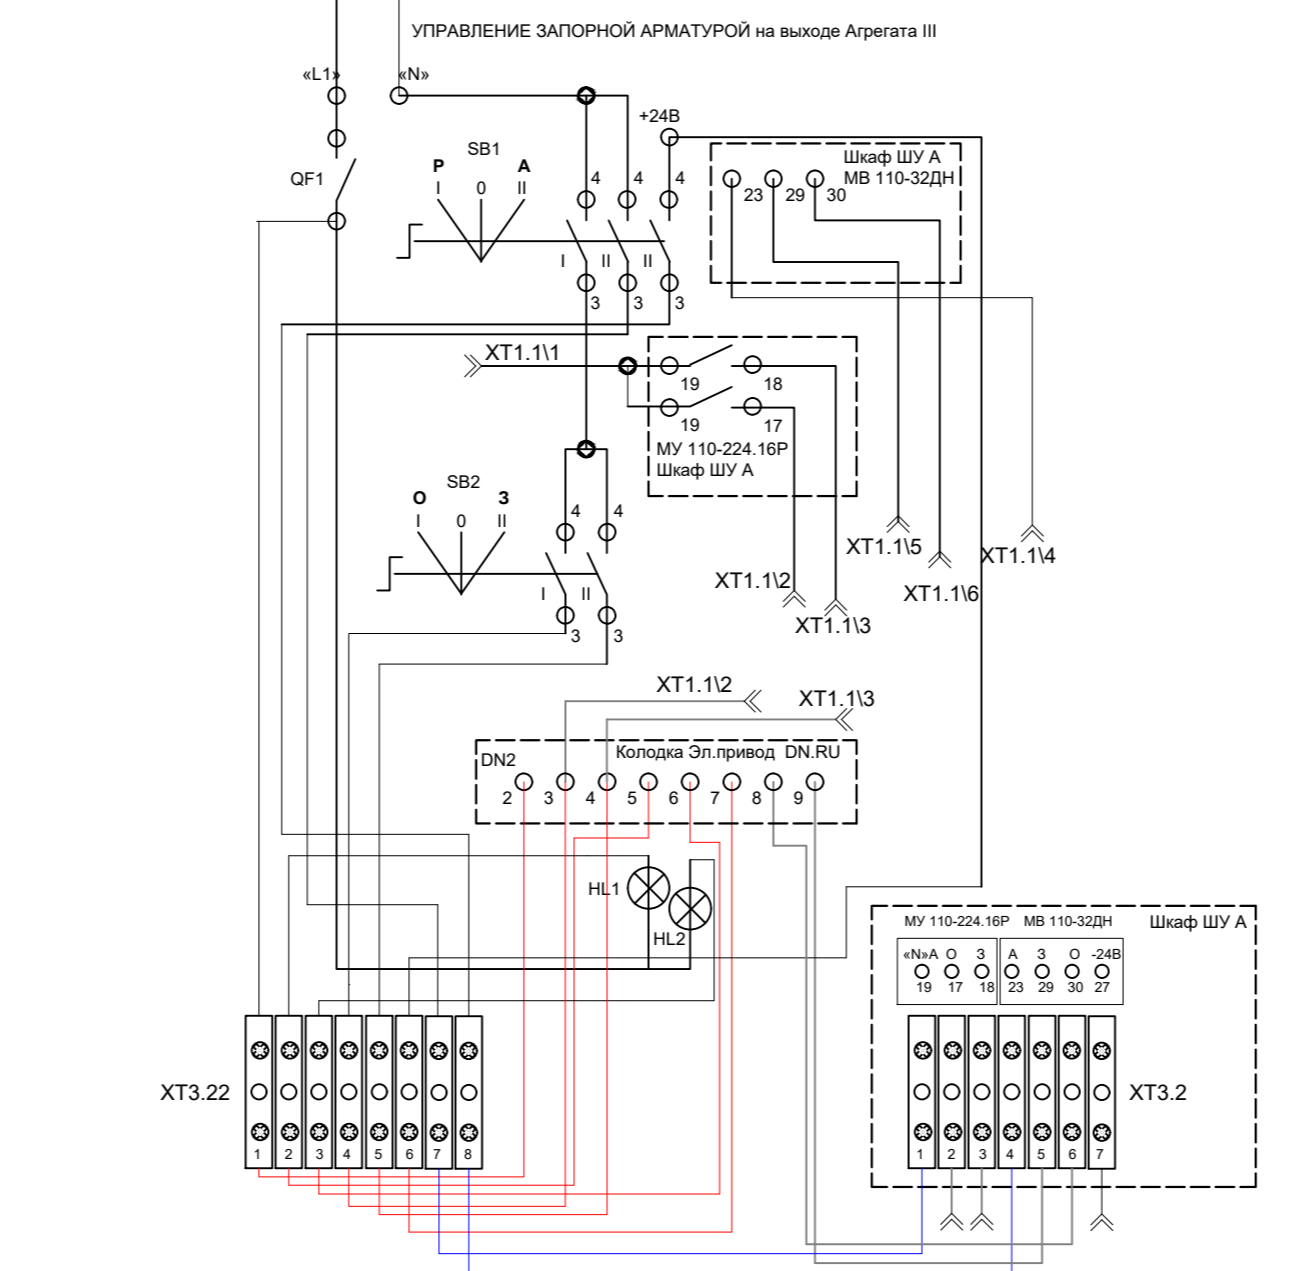 УПРАВЛЕНИЕ ЗАПОРНОЙ АРМАТУРОЙ на выходе Агрегата III
«L1» «N»
+24В
QF1
SB1
P A
I 0 II
4 4 4
I II II
3 3 3
Шкаф ШУ А
МВ 110-32ДН
23 29 30
XT1.1\1
19 18
19 17
МУ 110-224.16Р
Шкаф ШУ А
SB2
О З
I 0 II
4 4
I II
3 3
XT1.1\5
XT1.1\4
XT1.1\2
XT1.1\6
XT1.1\3
XT1.1\2
XT1.1\3
DN2 Колодка Эл.привод DN.RU
2 3 4 5 6 7 8 9
HL1
HL2
МУ 110-224.16Р МВ 110-32ДН Шкаф ШУ А
«N»А О З А З О -24В
19 17 18 23 29 30 27
XT3.22
1 2 3 4 5 6 7 8
XT3.2
1 2 3 4 5 6 7